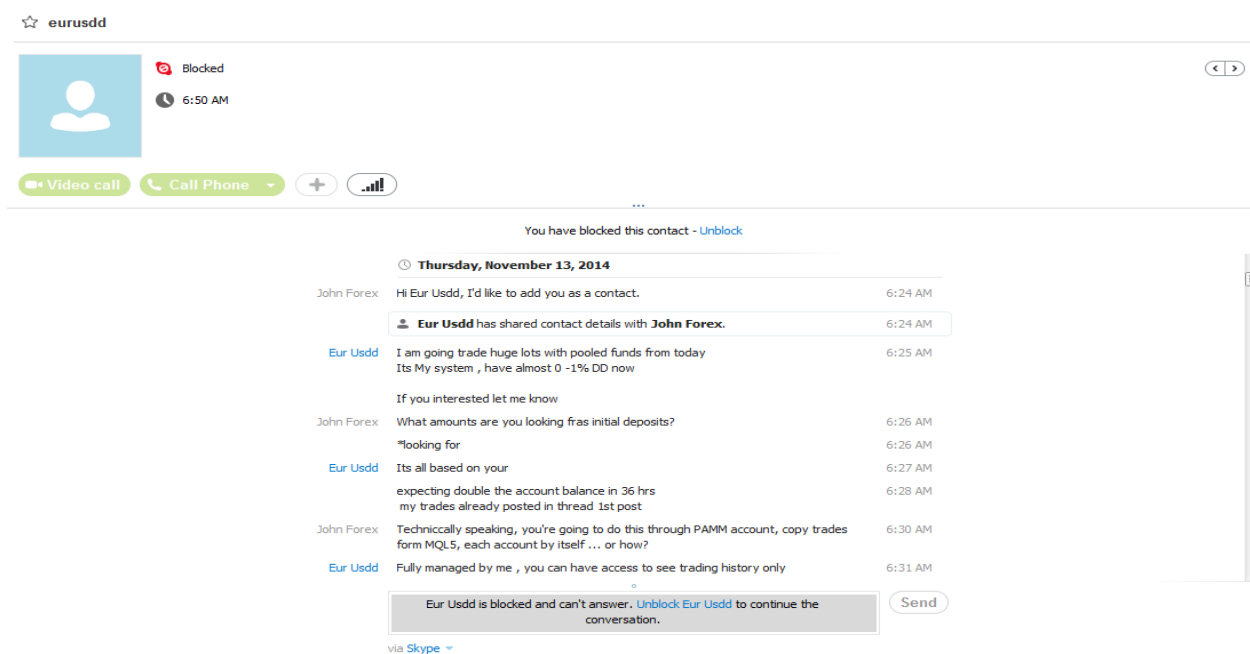 eurusdd
Blocked
6:50 AM
Video call
Call Phone
You have blocked this contact - Unblock
Thursday, November 13, 2014
John Forex Hi Eur Usdd, I'd like to add you as a contact. 6:24 AM
Eur Usdd has shared contact details with John Forex. 6:24 AM
Eur Usdd I am going trade huge lots with pooled funds from today 6:25 AM
Its My system , have almost 0 -1% DD now
If you interested let me know
John Forex What amounts are you looking fras initial deposits? 6:26 AM
*looking for 6:26 AM
Eur Usdd Its all based on your 6:27 AM
expecting double the account balance in 36 hrs 6:28 AM
my trades already posted in thread 1st post
John Forex Techniccally speaking, you're going to do this through PAMM account, copy trades 6:30 AM
form MQL5, each account by itself ... or how?
Eur Usdd Fully managed by me , you can have access to see trading history only 6:31 AM
Eur Usdd is blocked and can't answer. Unblock Eur Usdd to continue the
conversation.
Send
via Skype